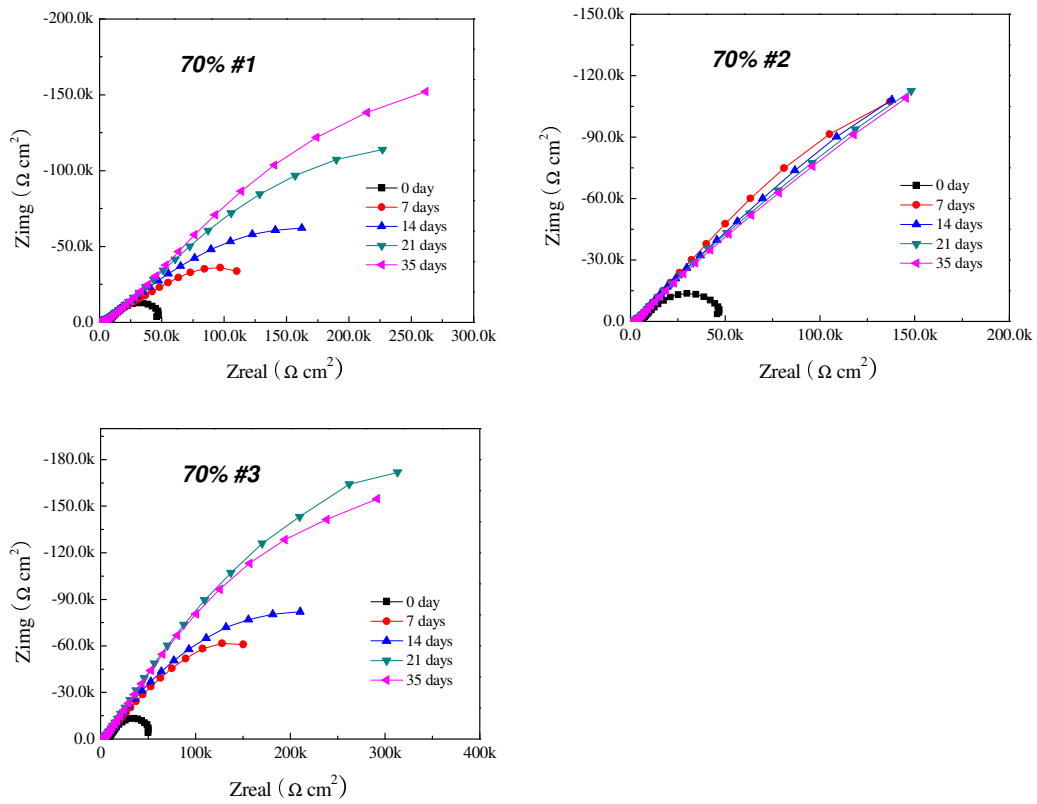 -200.0k
-150.0k
-100.0k
-50.0k
0.0
0.0
50.0k
100.0k
150.0k
200.0k
250.0k
300.0k
Zimg ( Ω cm²)
Zreal ( Ω cm²)
70% #1
0 day
7 days
14 days
21 days
35 days
-150.0k
-120.0k
-90.0k
-60.0k
-30.0k
0.0
0.0
50.0k
100.0k
150.0k
200.0k
Zimg ( Ω cm²)
Zreal ( Ω cm²)
70% #2
0 day
7 days
14 days
21 days
35 days
-180.0k
-150.0k
-120.0k
-90.0k
-60.0k
-30.0k
0.0
0
100k
200k
300k
400k
Zimg ( Ω cm²)
Zreal ( Ω cm²)
70% #3
0 day
7 days
14 days
21 days
35 days